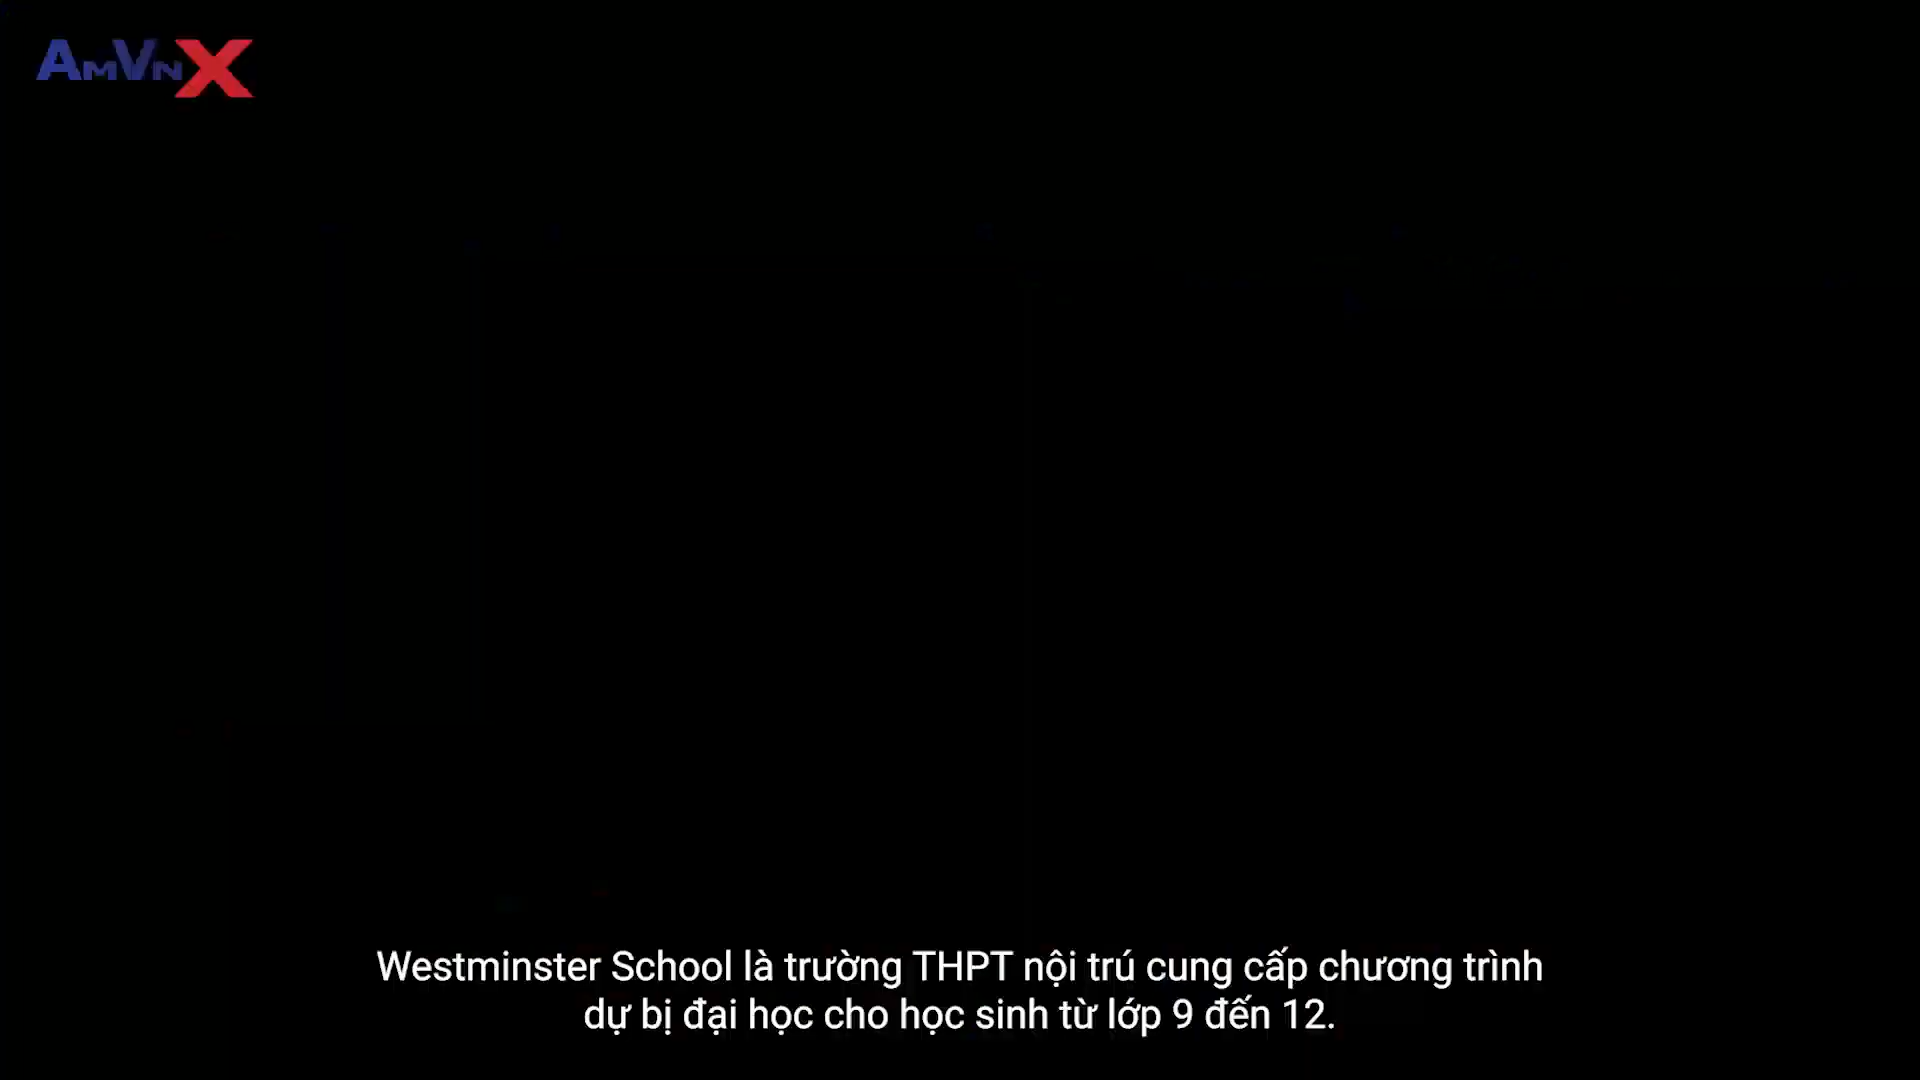 AMVNX
Westminster School là trường THPT nội trú cung cấp chương trình
dự bị đại học cho học sinh từ lớp 9 đến 12.